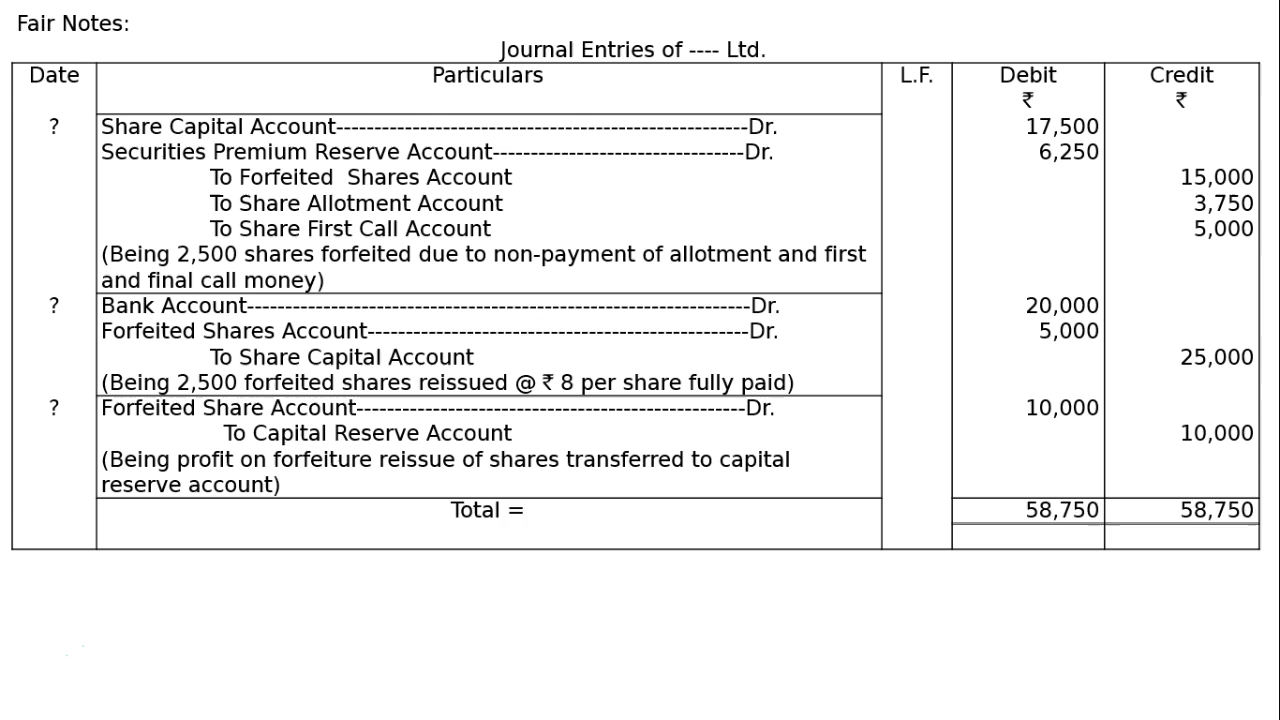 Fair Notes:
Journal Entries of ---- Ltd.
Date Particulars L.F. Debit Credit
₹ ₹
? Share Capital Account------------------------------------------------------Dr. 17,500
Securities Premium Reserve Account---------------------------------Dr. 6,250
To Forfeited  Shares Account 15,000
To Share Allotment Account 3,750
To Share First Call Account 5,000
(Being 2,500 shares forfeited due to non-payment of allotment and first
and final call money)
? Bank Account------------------------------------------------------------------Dr. 20,000
Forfeited Shares Account--------------------------------------------------Dr. 5,000
To Share Capital Account 25,000
(Being 2,500 forfeited shares reissued @ ₹ 8 per share fully paid)
? Forfeited Share Account---------------------------------------------------Dr. 10,000
To Capital Reserve Account 10,000
(Being profit on forfeiture reissue of shares transferred to capital
reserve account)
Total = 58,750 58,750